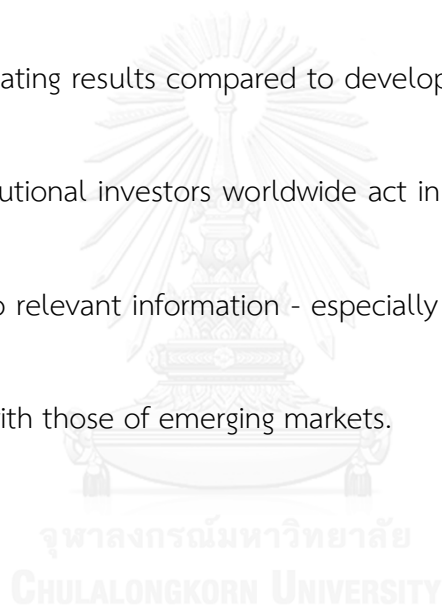 ating results compared to develop
utional investors worldwide act in
o relevant information - especially
ith those of emerging markets.
จุฬาลงกรณ์มหาวิทยาลัย
CHULALONGKORN UNIVERSITY